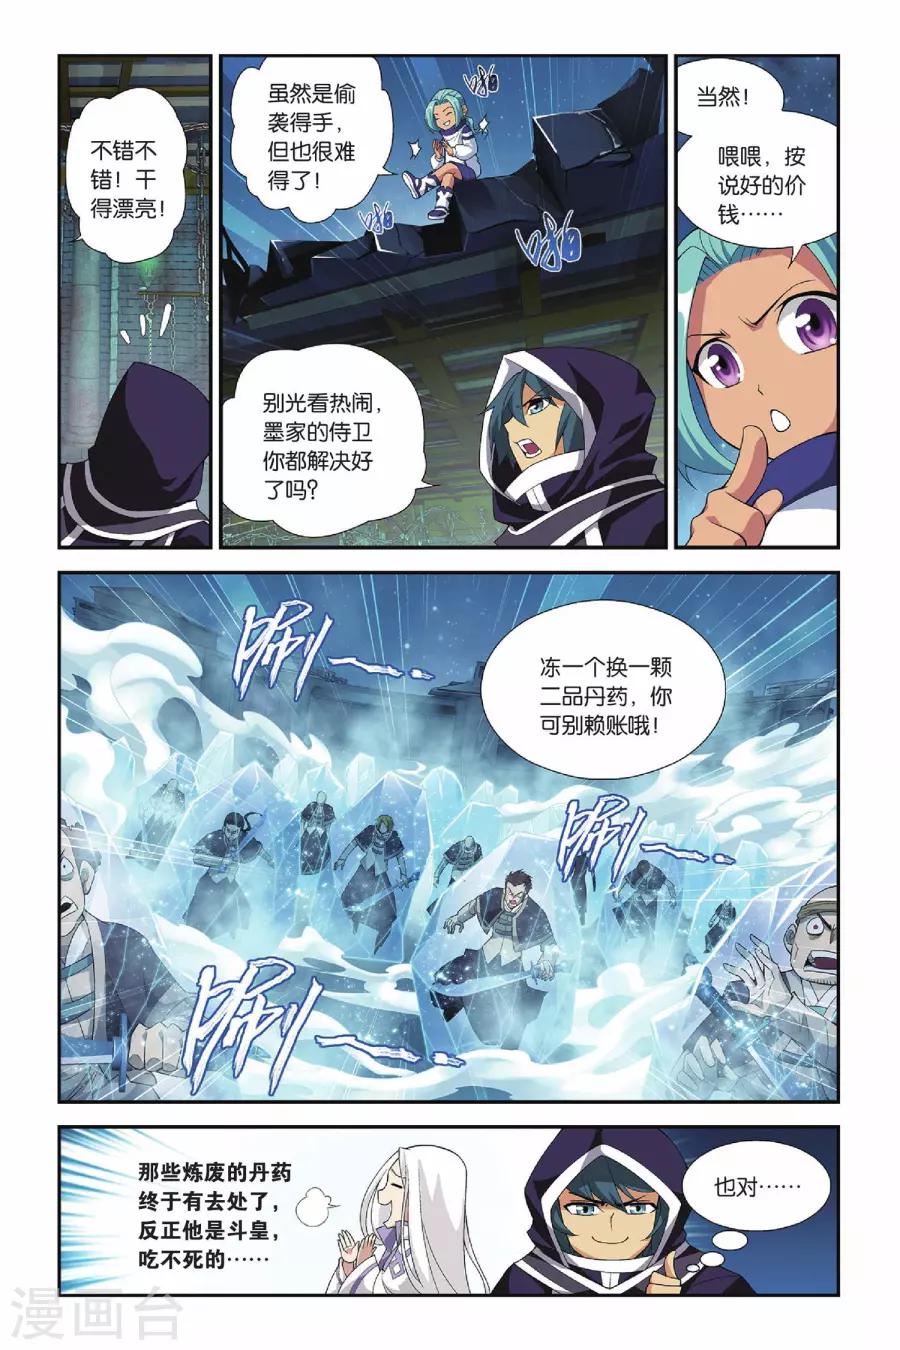 不错不
错！干
得漂亮！
虽然是偷
袭得手，
但也很难
得了！
啪
啪
啪
别光看热闹，
墨家的侍卫
你都解决好
了吗？
当然！
喂喂，按
说好的价
钱……
唰——
冻一个换一颗
二品丹药，你
可别赖账哦！
唰——
唰——
那些炼废的丹药
终于有去处了，
反正他是斗皇，
吃不死的……
也对……
漫画台